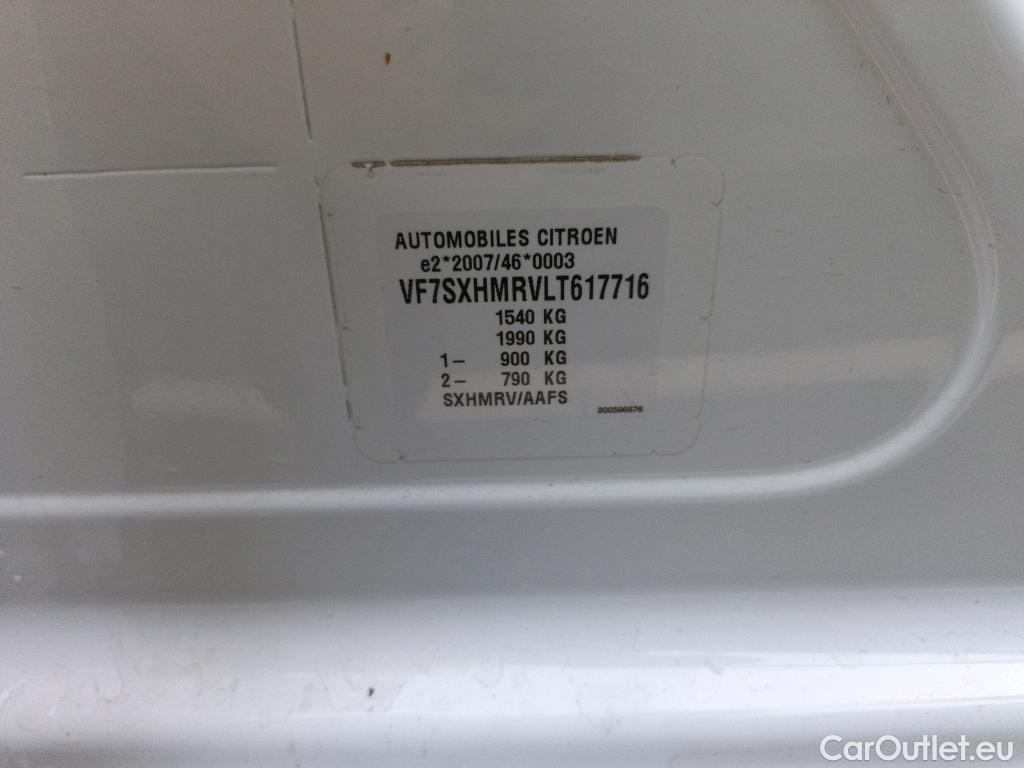 AUTOMOBILES CITROEN
e2*2007/46*0003
VF7SXHMRVLT617716
1540 KG
1990 KG
1- 900 KG
2- 790 KG
SXHMRV/AAFS
200596876
CarOutlet.eu